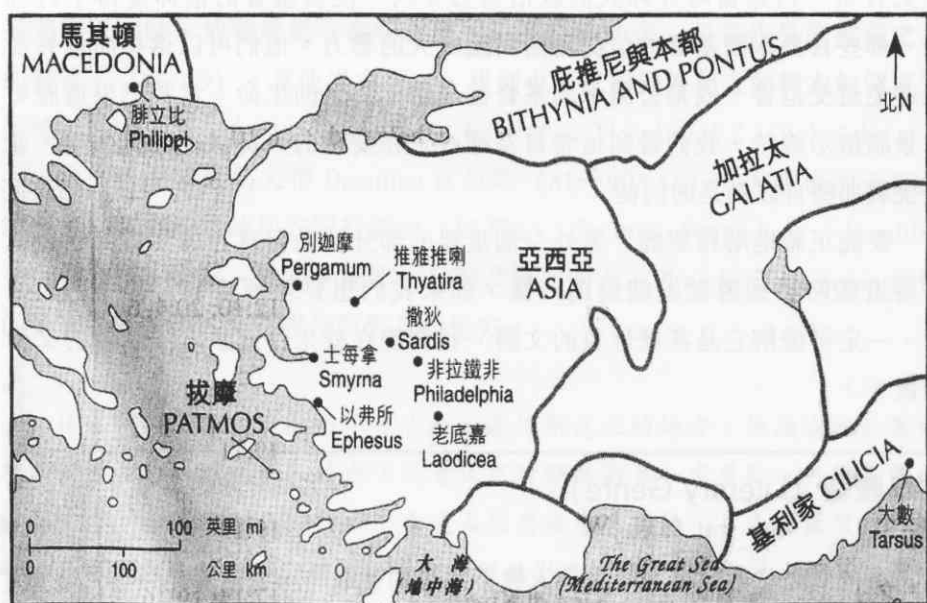 馬其頓
MACEDONIA
腓立比
Philippi
庇推尼與本都
BITHYNIA AND PONTUS
北N
加拉太
GALATIA
別迦摩
Pergamum
推雅推喇
Thyatira
亞西亞
ASIA
撒狄
Sardis
士每拿
Smyrna
非拉鐵非
Philadelphia
拔摩
PATMOS
以弗所
Ephesus
老底嘉
Laodicea
基利家 CILICIA
大數
Tarsus
0 100 英里 mi
0 100 公里 km 0
大海
(地中海)
The Great Sea
(Mediterranean Sea)